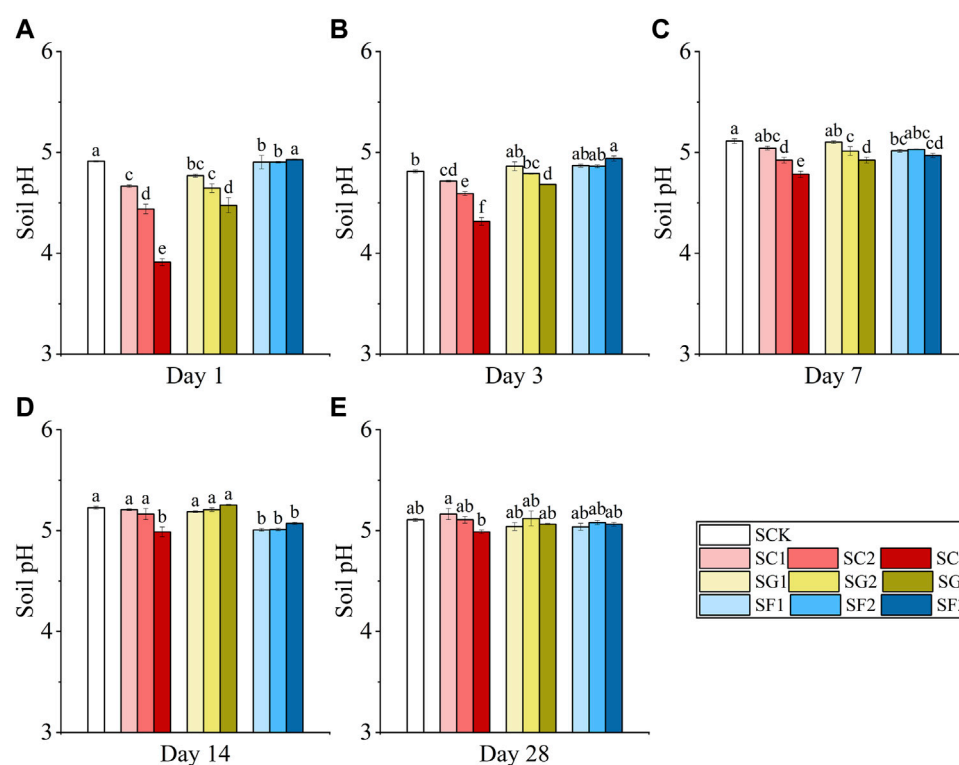 A
6
5
4
3
Soil pH
a c d e bc c d b b a
Day 1
B
6
5
4
3
Soil pH
b cd e f ab bc d ab ab a
Day 3
C
6
5
4
3
Soil pH
a abc d e ab c d bc abc cd
Day 7
D
6
5
4
3
Soil pH
a a a b a a a b b b
Day 14
E
6
5
4
3
Soil pH
ab a ab b ab ab ab ab ab ab
Day 28
SCK
SC1 SC2 SC
SG1 SG2 SG
SF1 SF2 SF